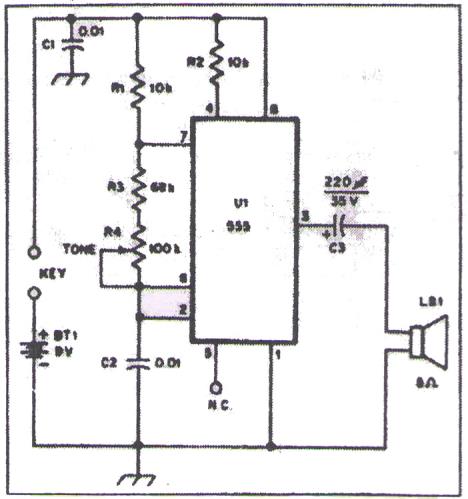 C1
0.01
R1
10k
R2
10k
4
8
7
R3
68k
U1
555
220µF
35V
3
+
C3
R4
TONE
100k
KEY
6
2
+
BT1
9V
-
C2
0.01
5
1
N.C.
LS1
8Ω